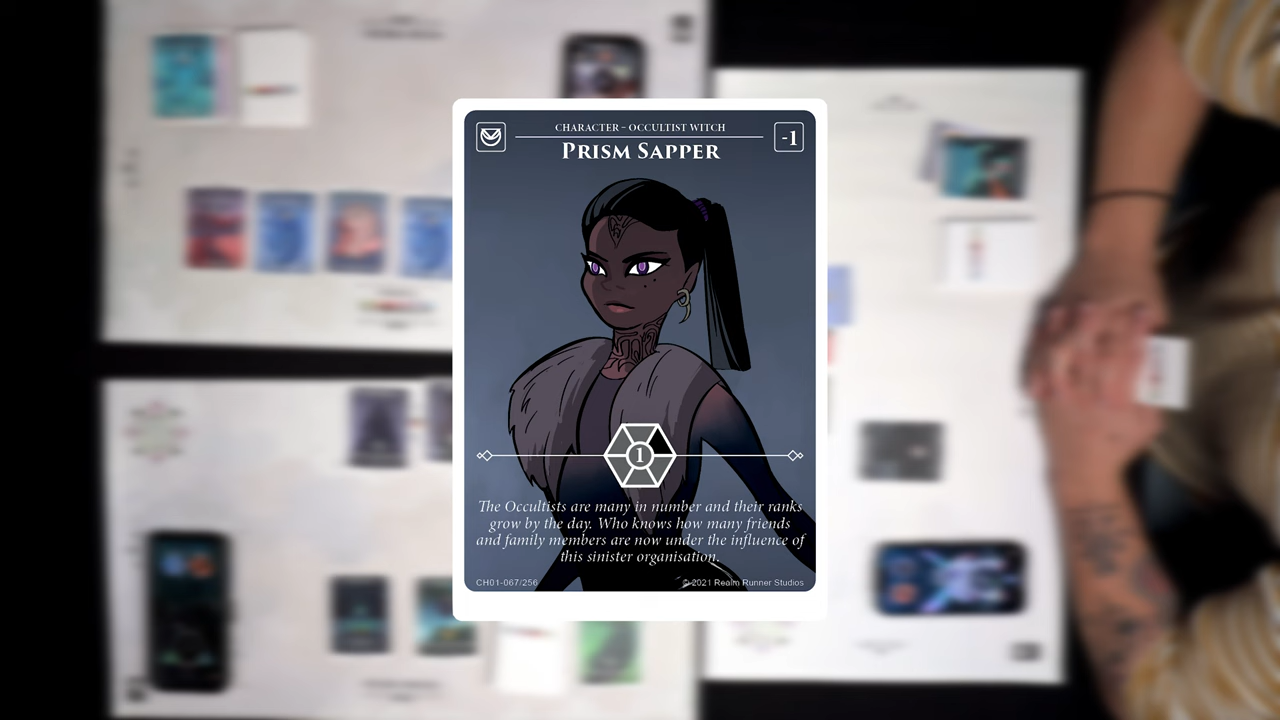 CHARACTER – OCCULTIST WITCH
-1
PRISM SAPPER
1
The Occultists are many in number and their ranks
grow by the day. Who knows how many friends
and family members are now under the influence of
this sinister organisation.
CH01-067/256
© 2021 Realm Runner Studios